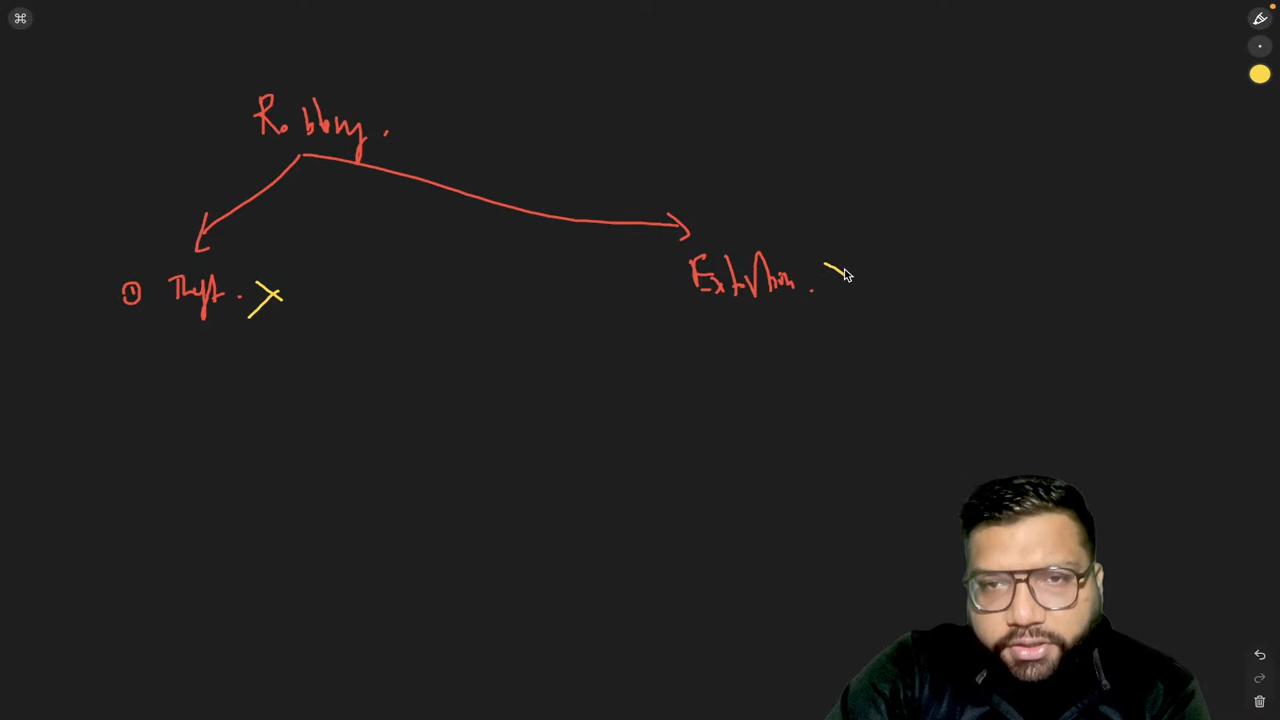 Robbery.
① Theft.
Extortion.